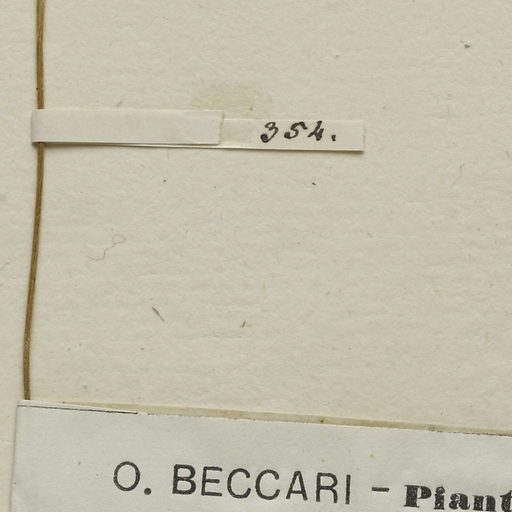 354.
O. BECCARI - Piant